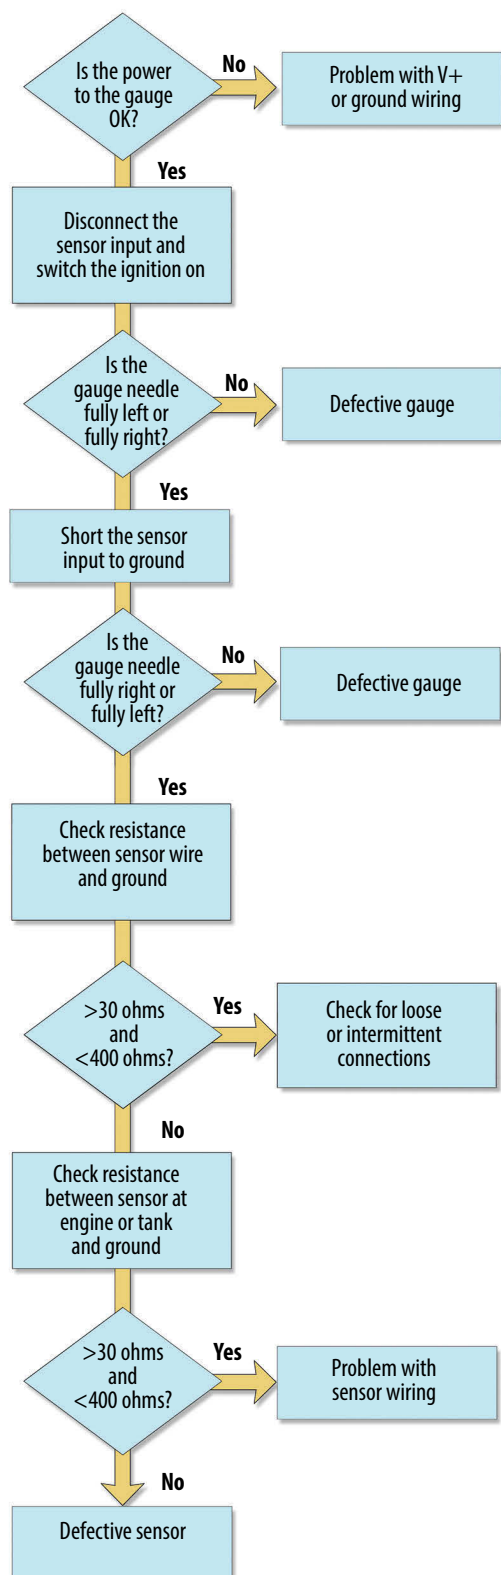 Is the power
to the gauge
OK?
No
Problem with V+
or ground wiring
Yes
Disconnect the
sensor input and
switch the ignition on
Is the
gauge needle
fully left or
fully right?
No
Defective gauge
Yes
Short the sensor
input to ground
Is the
gauge needle
fully right or
fully left?
No
Defective gauge
Yes
Check resistance
between sensor wire
and ground
>30 ohms
and
<400 ohms?
Yes
Check for loose
or intermittent
connections
No
Check resistance
between sensor at
engine or tank
and ground
>30 ohms
and
<400 ohms?
Yes
Problem with
sensor wiring
No
Defective sensor